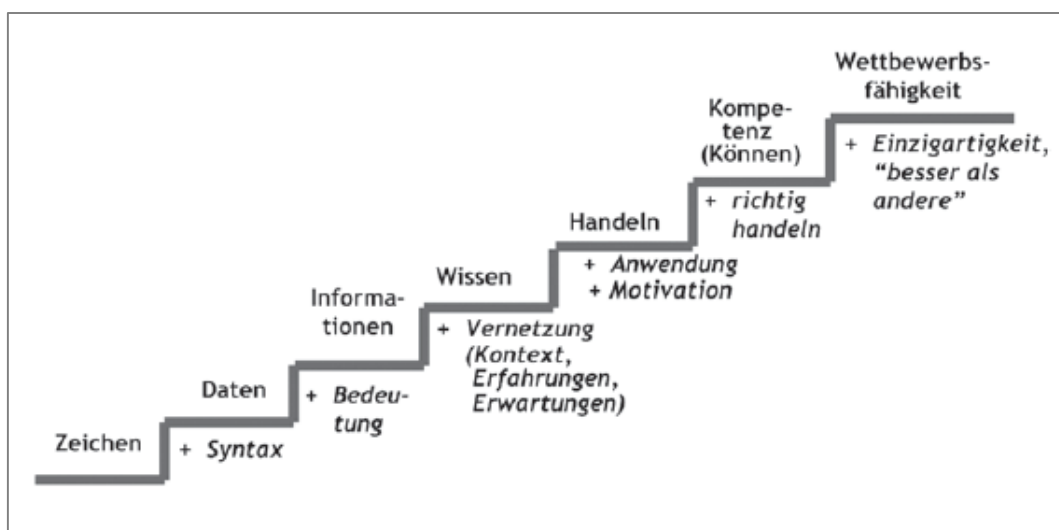 Zeichen
+ Syntax
Daten
+ Bedeu-
tung
Informa-
tionen
+ Vernetzung
(Kontext,
Erfahrungen,
Erwartungen)
Wissen
+ Anwendung
+ Motivation
Handeln
+ richtig
handeln
Kompe-
tenz
(Können)
+ Einzigartigkeit,
"besser als
andere"
Wettbewerbs-
fähigkeit